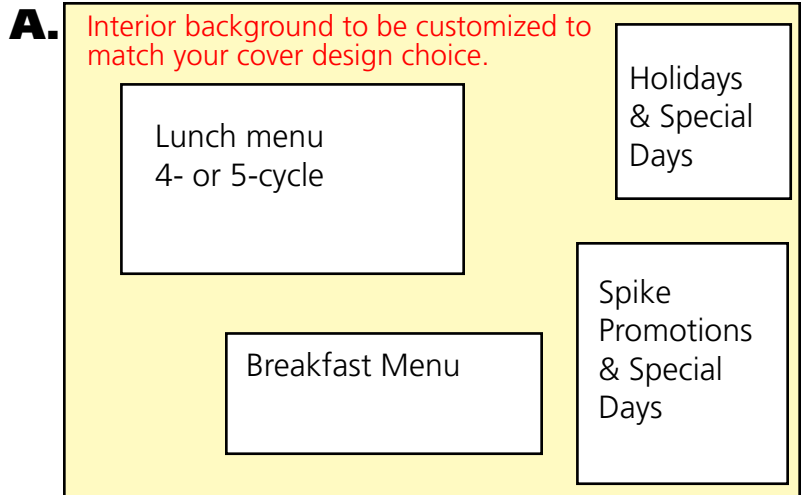 A.
Interior background to be customized to
match your cover design choice.
Lunch menu
4- or 5-cycle
Holidays
& Special
Days
Breakfast Menu
Spike
Promotions
& Special
Days